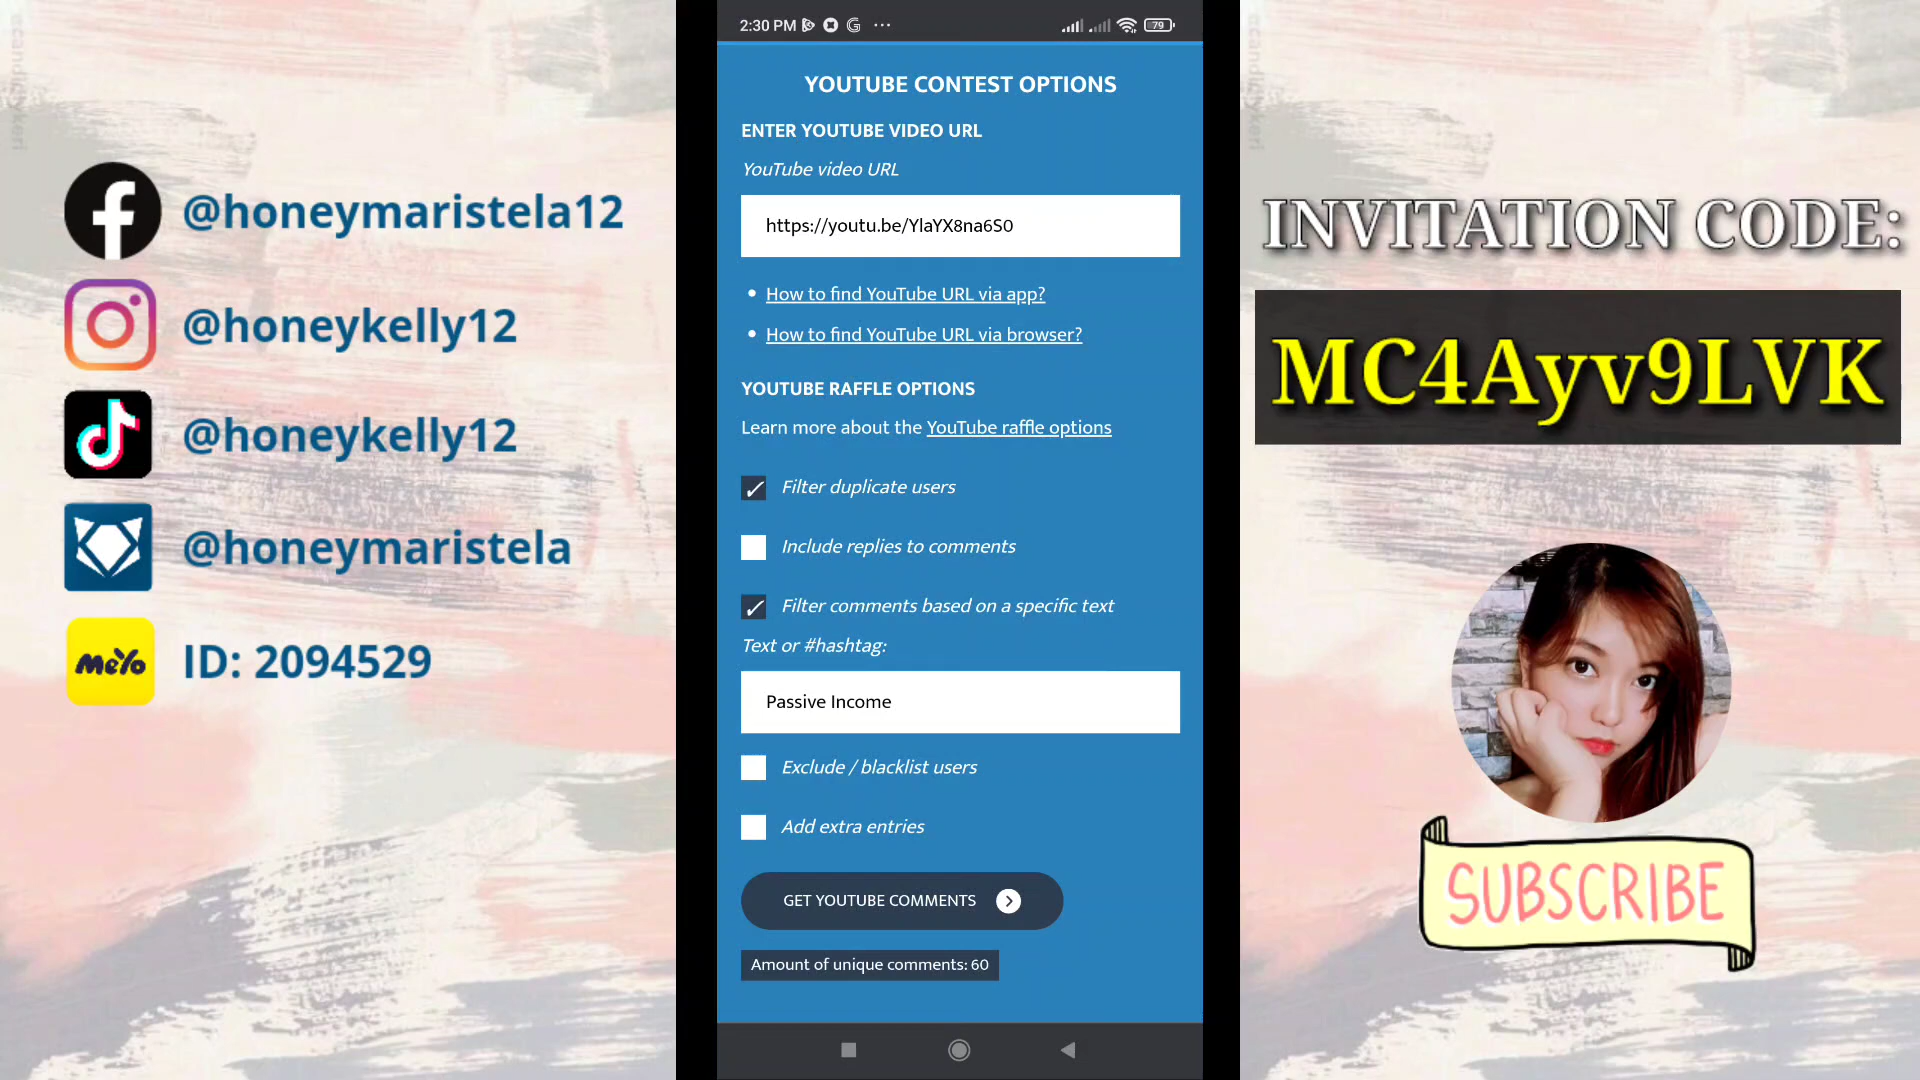 @honeymaristela12
@honeykelly12
@honeykelly12
@honeymaristela
MeYo
ID: 2094529
2:30 PM
79
YOUTUBE CONTEST OPTIONS
ENTER YOUTUBE VIDEO URL
YouTube video URL
https://youtu.be/YlaYX8na6S0
• How to find YouTube URL via app?
• How to find YouTube URL via browser?
YOUTUBE RAFFLE OPTIONS
Learn more about the YouTube raffle options
Filter duplicate users
Include replies to comments
Filter comments based on a specific text
Text or #hashtag:
Passive Income
Exclude / blacklist users
Add extra entries
GET YOUTUBE COMMENTS
Amount of unique comments: 60
INVITATION CODE:
MC4Ayv9LVK
SUBSCRIBE